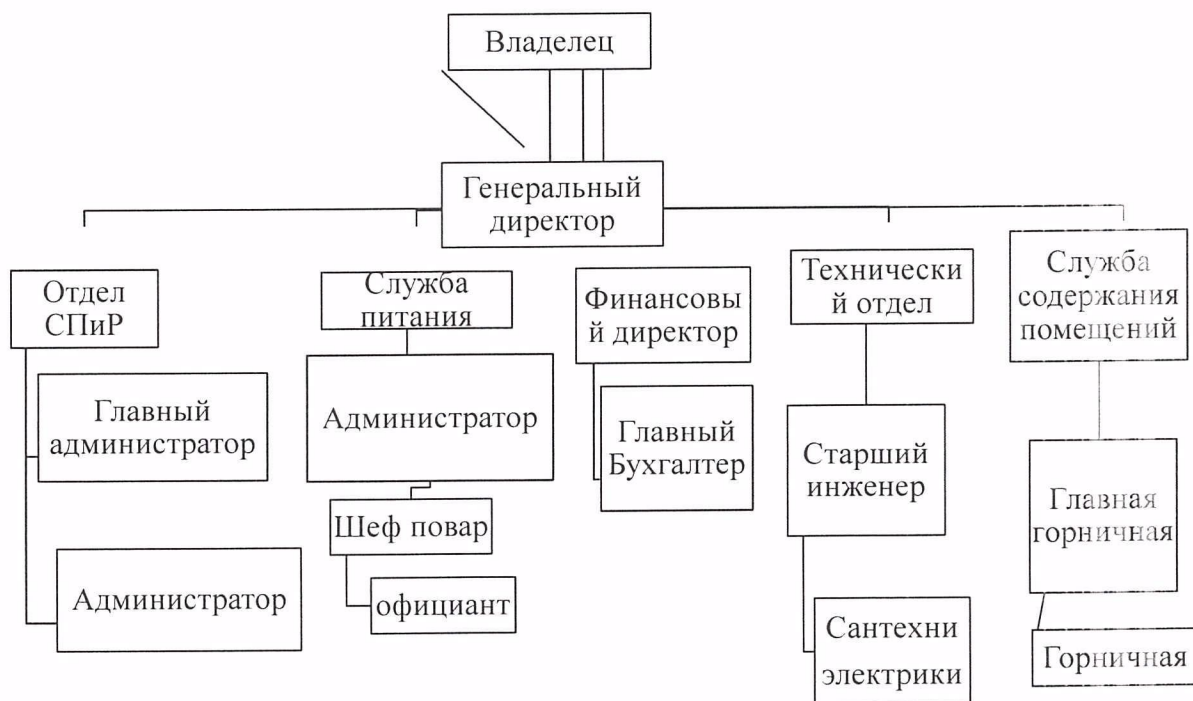 Владелец
Генеральный
директор
Отдел
СПиР
Служба
питания
Финансовы
й директор
Технически
й отдел
Служба
содержания
помещений
Главный
администратор
Администратор
Главный
Бухгалтер
Старший
инженер
Главная
горничная
Шеф повар
официант
Администратор
Сантехни
электрики
Горничная